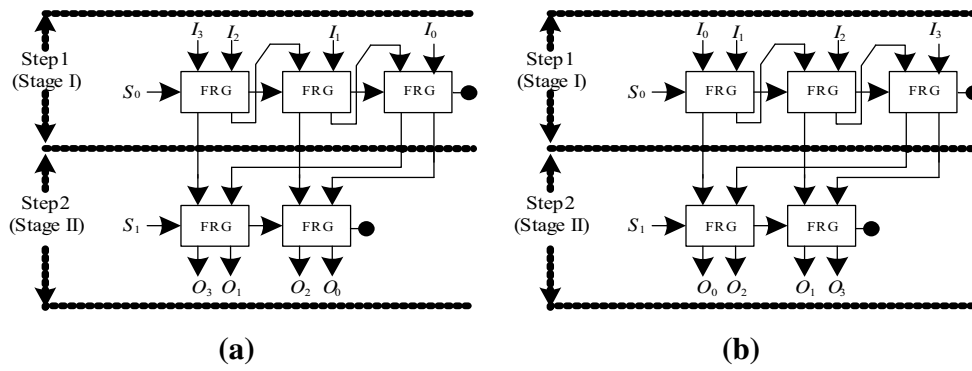 I3 I2 I1 I0
Step1
(Stage I)
S0 FRG FRG FRG
Step2
(Stage II)
S1 FRG FRG
O3 O1 O2 O0
(a)
I0 I1 I2 I3
Step1
(Stage I)
S0 FRG FRG FRG
Step2
(Stage II)
S1 FRG FRG
O0 O2 O1 O3
(b)